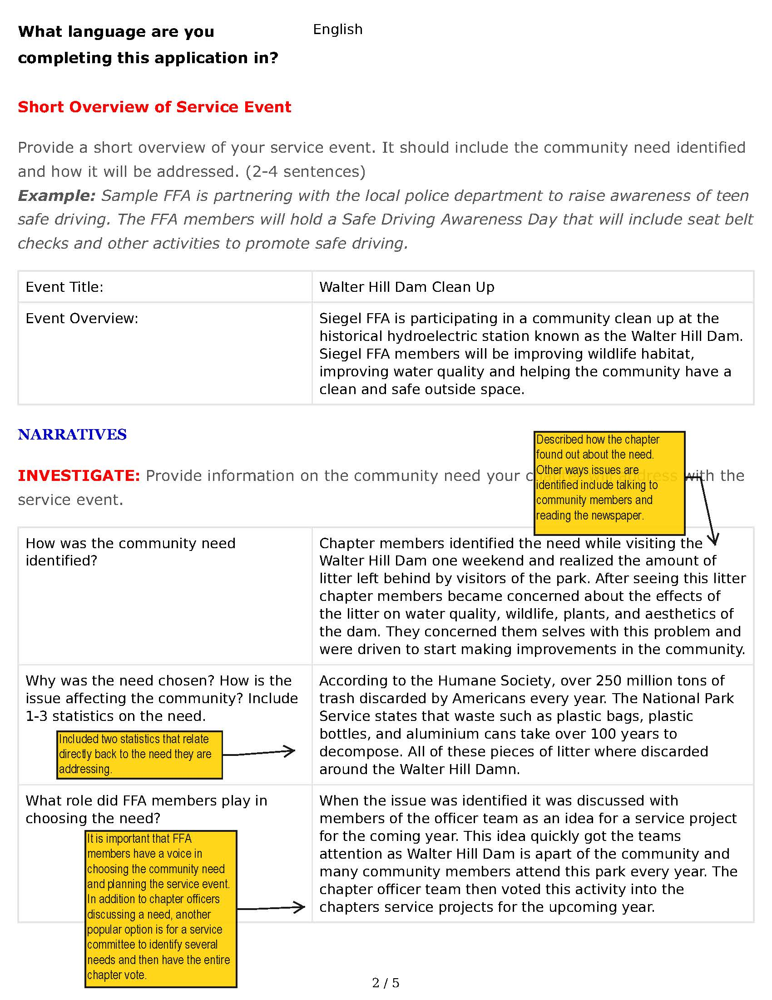 What language are you
completing this application in?
English
Short Overview of Service Event
Provide a short overview of your service event. It should include the community need identified
and how it will be addressed. (2-4 sentences)
Example: Sample FFA is partnering with the local police department to raise awareness of teen
safe driving. The FFA members will hold a Safe Driving Awareness Day that will include seat belt
checks and other activities to promote safe driving.
Event Title:
Walter Hill Dam Clean Up
Event Overview:
Siegel FFA is participating in a community clean up at the
historical hydroelectric station known as the Walter Hill Dam.
Siegel FFA members will be improving wildlife habitat,
improving water quality and helping the community have a
clean and safe outside space.
NARRATIVES
Described how the chapter
found out about the need.
Other ways issues are
identified include talking to
community members and
reading the newspaper.
INVESTIGATE: Provide information on the community need your chapter will address with the
service event.
How was the community need
identified?
Chapter members identified the need while visiting the
Walter Hill Dam one weekend and realized the amount of
litter left behind by visitors of the park. After seeing this litter
chapter members became concerned about the effects of
the litter on water quality, wildlife, plants, and aesthetics of
the dam. They concerned them selves with this problem and
were driven to start making improvements in the community.
Why was the need chosen? How is the
issue affecting the community? Include
1-3 statistics on the need.
Included two statistics that relate
directly back to the need they are
addressing.
According to the Humane Society, over 250 million tons of
trash discarded by Americans every year. The National Park
Service states that waste such as plastic bags, plastic
bottles, and aluminium cans take over 100 years to
decompose. All of these pieces of litter where discarded
around the Walter Hill Damn.
What role did FFA members play in
choosing the need?
It is important that FFA
members have a voice in
choosing the community need
and planning the service event.
In addition to chapter officers
discussing a need, another
popular option is for a service
committee to identify several
needs and then have the entire
chapter vote.
When the issue was identified it was discussed with
members of the officer team as an idea for a service project
for the coming year. This idea quickly got the teams
attention as Walter Hill Dam is apart of the community and
many community members attend this park every year. The
chapter officer team then voted this activity into the
chapters service projects for the upcoming year.
2 / 5